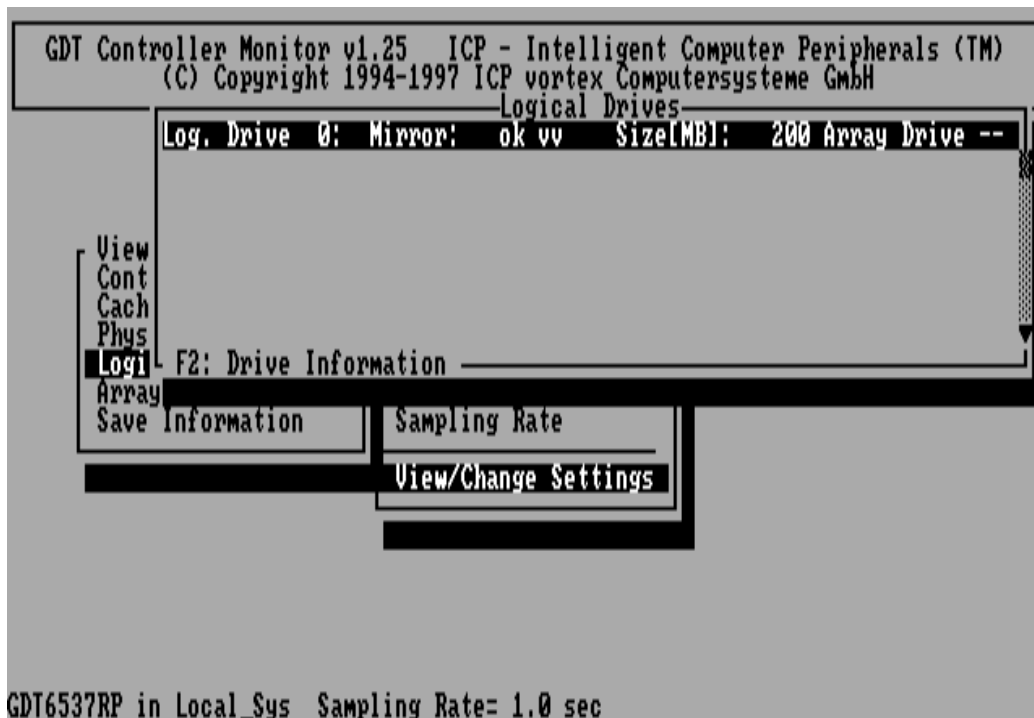 GDT Controller Monitor v1.25 ICP - Intelligent Computer Peripherals (TM)
(C) Copyright 1994-1997 ICP vortex Computersysteme GmbH
Logical Drives
Log. Drive 0: Mirror: ok vv Size[MB]: 200 Array Drive --
View
Cont
Cach
Phys
Logi
F2: Drive Information
Array
Save Information
Sampling Rate
View/Change Settings
GDT6537RP in Local_Sys Sampling Rate= 1.0 sec